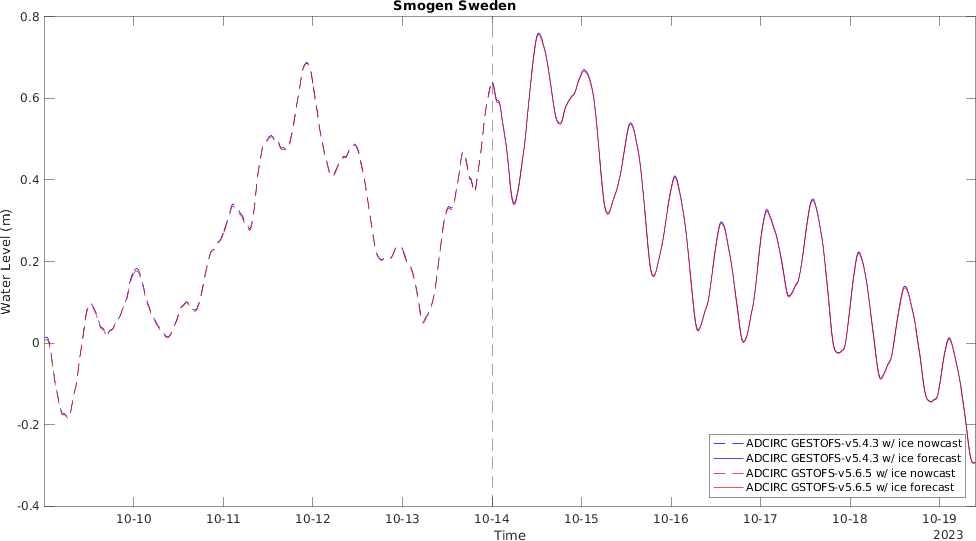 Smogen Sweden
0.8
0.6
0.4
0.2
0
-0.2
-0.4
Water Level (m)
ADCIRC GESTOFS-v5.4.3 w/ ice nowcast
ADCIRC GESTOFS-v5.4.3 w/ ice forecast
ADCIRC GSTOFS-v5.6.5 w/ ice nowcast
ADCIRC GSTOFS-v5.6.5 w/ ice forecast
10-10 10-11 10-12 10-13 10-14 10-15 10-16 10-17 10-18 10-19
Time 2023